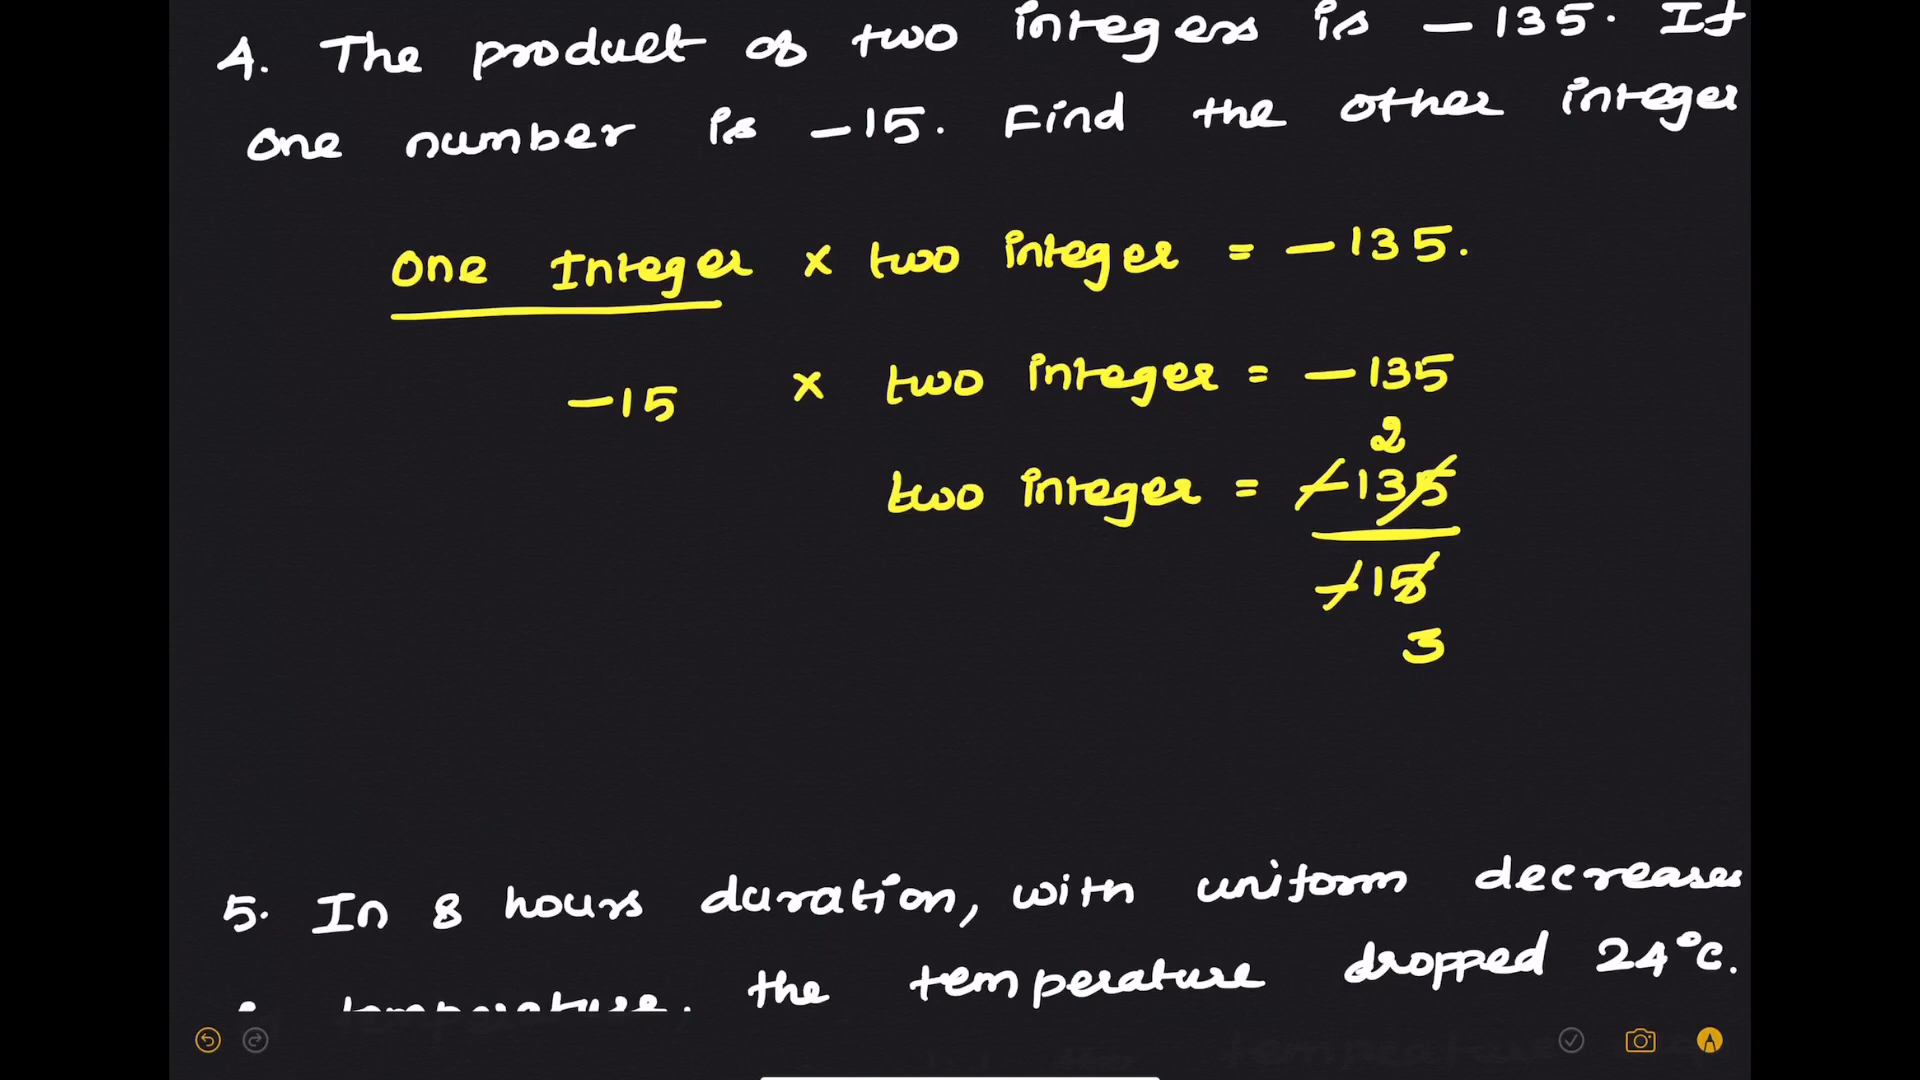 4. The product of two integers is -135. If
one number is -15. Find the other integer
One Integer x two integer = -135.
-15 x two integer = -135
2
two integer = -135
-15
3
5. In 8 hours duration, with uniform decreases
temperature. the temperature dropped 24°C.